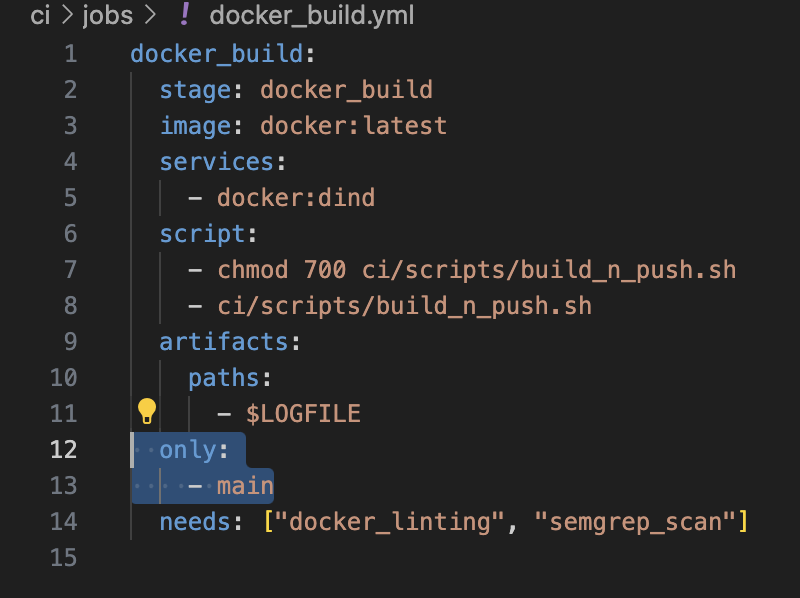 ci > jobs > ! docker_build.yml
1 docker_build:
2 stage: docker_build
3 image: docker:latest
4 services:
5 - docker:dind
6 script:
7 - chmod 700 ci/scripts/build_n_push.sh
8 - ci/scripts/build_n_push.sh
9 artifacts:
10 paths:
11 - $LOGFILE
12 only:
13 - main
14 needs: ["docker_linting", "semgrep_scan"]
15